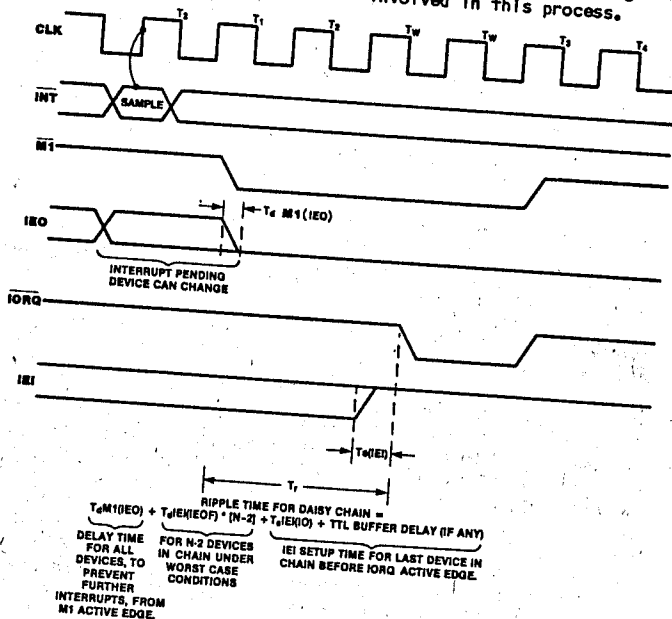 involved in this process.
CLK
T2 T1 T2 TW TW T3 T4
INT
SAMPLE
M1
Td M1(IEO)
IEO
INTERRUPT PENDING
DEVICE CAN CHANGE
IORQ
IEI
Ts(IEI)
Tr
RIPPLE TIME FOR DAISY CHAIN =
TdM1(IEO) + TdIEI(IEOF) * [N-2] + TsIEI(IO) + TTL BUFFER DELAY (IF ANY)
DELAY TIME
FOR ALL
DEVICES, TO
PREVENT
FURTHER
INTERRUPTS, FROM
M1 ACTIVE EDGE.
FOR N-2 DEVICES
IN CHAIN UNDER
WORST CASE
CONDITIONS
IEI SETUP TIME FOR LAST DEVICE IN
CHAIN BEFORE IORQ ACTIVE EDGE.